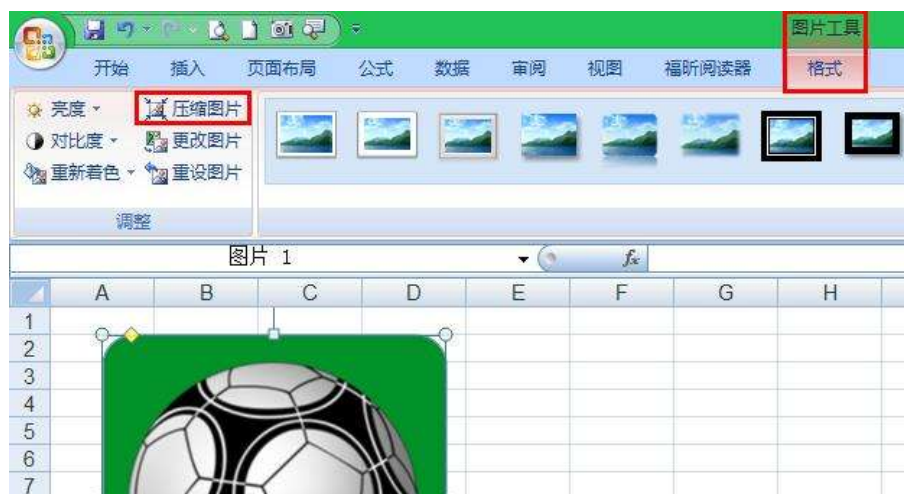 图片工具
开始 插入 页面布局 公式 数据 审阅 视图 福昕阅读器 格式
亮度 压缩图片
对比度 更改图片
重新着色 重设图片
调整
图片 1 fx
A B C D E F G H
1
2
3
4
5
6
7